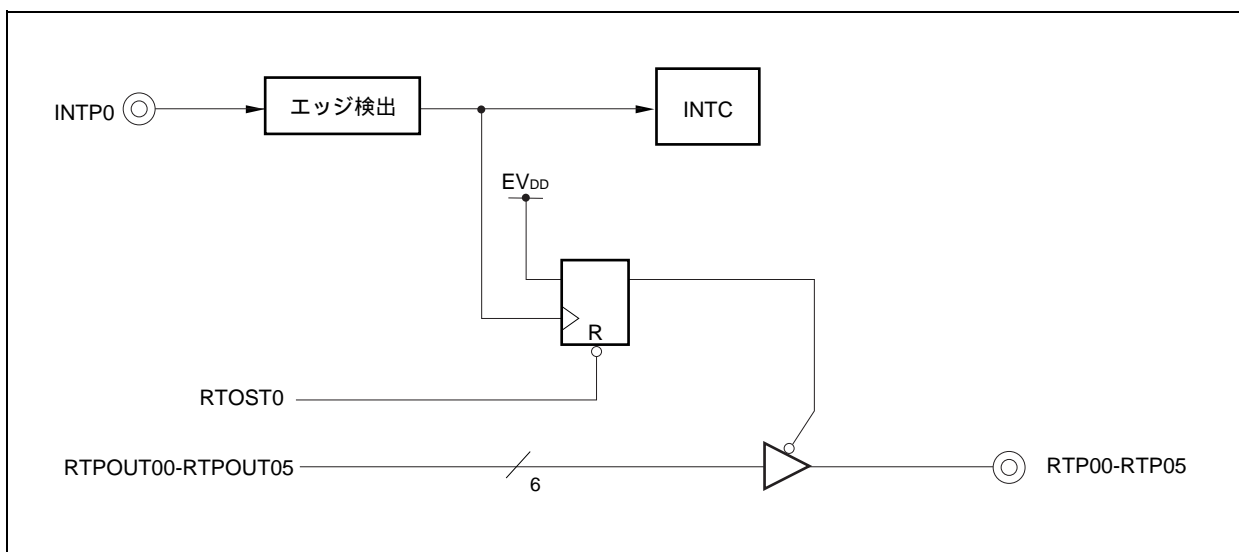 INTP0
エッジ検出
INTC
EVDD
R
RTOST0
RTPOUT00-RTPOUT05
6
RTP00-RTP05